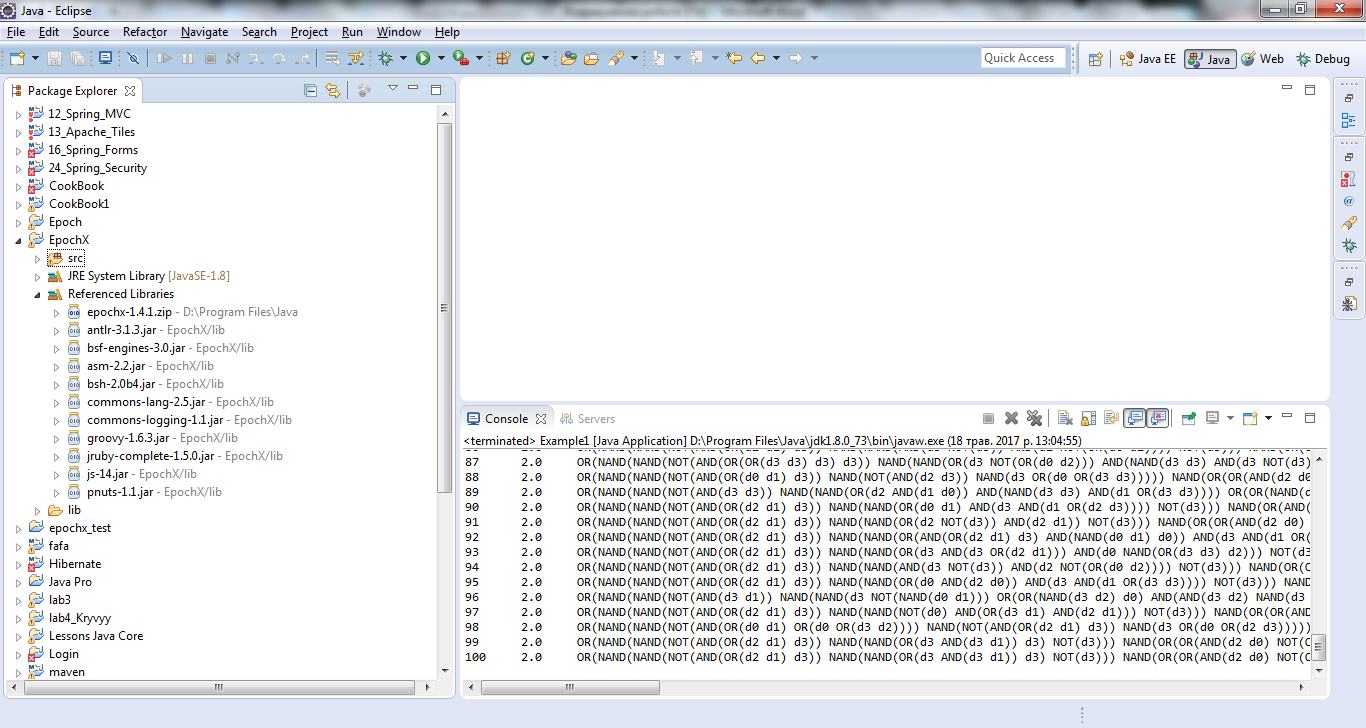 Java - Eclipse
File Edit Source Refactor Navigate Search Project Run Window Help
Quick Access Java EE Java Web Debug
Package Explorer
12_Spring_MVC
13_Apache_Tiles
16_Spring_Forms
24_Spring_Security
CookBook
CookBook1
Epoch
EpochX
src
JRE System Library [JavaSE-1.8]
Referenced Libraries
epochx-1.4.1.zip - D:\Program Files\Java
antlr-3.1.3.jar - EpochX/lib
bsf-engines-3.0.jar - EpochX/lib
asm-2.2.jar - EpochX/lib
bsh-2.0b4.jar - EpochX/lib
commons-lang-2.5.jar - EpochX/lib
commons-logging-1.1.jar - EpochX/lib
groovy-1.6.3.jar - EpochX/lib
jruby-complete-1.5.0.jar - EpochX/lib
js-14.jar - EpochX/lib
pnuts-1.1.jar - EpochX/lib
lib
epochx_test
fafa
Hibernate
Java Pro
lab3
lab4_Kryvyy
Lessons Java Core
Login
maven
Console Servers
<terminated> Example1 [Java Application] D:\Program Files\Java\jdk1.8.0_73\bin\javaw.exe (18 трав. 2017 р. 13:04:55)
87 2.0 OR(NAND(NAND(NOT(AND(OR(OR(d3 d3) d3) d3)) NAND(NAND(OR(d3 NOT(OR(d0 d2))) AND(NAND(d3 d3) AND(d3 NOT(d3)
88 2.0 OR(NAND(NAND(NOT(AND(OR(d0 d1) d3)) NAND(NOT(AND(d2 d3)) NAND(d3 OR(d0 OR(d3 d3))))) NAND(OR(OR(AND(d2 d0
89 2.0 OR(NAND(NAND(NOT(AND(d3 d3)) NAND(NAND(OR(d2 AND(d1 d0)) AND(NAND(d3 d3) AND(d1 OR(d3 d3)))) OR(OR(NAND(d
90 2.0 OR(NAND(NAND(NOT(AND(OR(d2 d1) d3)) NAND(NAND(OR(d0 d1) AND(d3 AND(d1 OR(d2 d3)))) NOT(d3))) NAND(OR(AND(
91 2.0 OR(NAND(NAND(NOT(AND(OR(d2 d1) d3)) NAND(NAND(OR(d2 NOT(d3)) AND(d2 d1)) NOT(d3))) NAND(OR(OR(AND(d2 d0)
92 2.0 OR(NAND(NAND(NOT(AND(OR(d2 d1) d3)) NAND(NAND(OR(AND(OR(d2 d1) d3) AND(NAND(d0 d1) d0)) AND(d3 AND(d1 OR(
93 2.0 OR(NAND(NAND(NOT(AND(OR(d2 d1) d3)) NAND(NAND(OR(d3 AND(d3 OR(d2 d1))) AND(d0 NAND(OR(d3 d3) d2))) NOT(d3
94 2.0 OR(NAND(NAND(NOT(AND(OR(d2 d1) d3)) NAND(NAND(AND(d3 NOT(d3)) AND(d2 NOT(OR(d0 d2)))) NOT(d3))) NAND(OR(O
95 2.0 OR(NAND(NAND(NOT(AND(OR(d2 d1) d3)) NAND(NAND(OR(d0 AND(d2 d0)) AND(d3 AND(d1 OR(d3 d3)))) NOT(d3))) NAND
96 2.0 OR(NAND(NAND(NOT(AND(d3 d1)) NAND(NAND(d3 NOT(NAND(d0 d1))) OR(OR(NAND(d3 d2) d0) AND(AND(d3 d2) NAND(d3
97 2.0 OR(NAND(NAND(NOT(AND(OR(d2 d1) d3)) NAND(NAND(NOT(d0) AND(OR(d3 d1) AND(d2 d1))) NOT(d3))) NAND(OR(OR(AND
98 2.0 OR(NAND(NAND(NOT(AND(OR(d0 d1) OR(d0 OR(d3 d2)))) NAND(NOT(AND(OR(d2 d1) d3)) NAND(d3 OR(d0 OR(d2 d3)))))
99 2.0 OR(NAND(NAND(NOT(AND(OR(d2 d1) d3)) NAND(NAND(OR(d3 AND(d3 d1)) d3) NOT(d3))) NAND(OR(OR(AND(d2 d0) NOT(O
100 2.0 OR(NAND(NAND(NOT(AND(OR(d2 d1) d3)) NAND(NAND(OR(d3 AND(d3 d1)) d3) NOT(d3))) NAND(OR(OR(AND(d2 d0) NOT(O